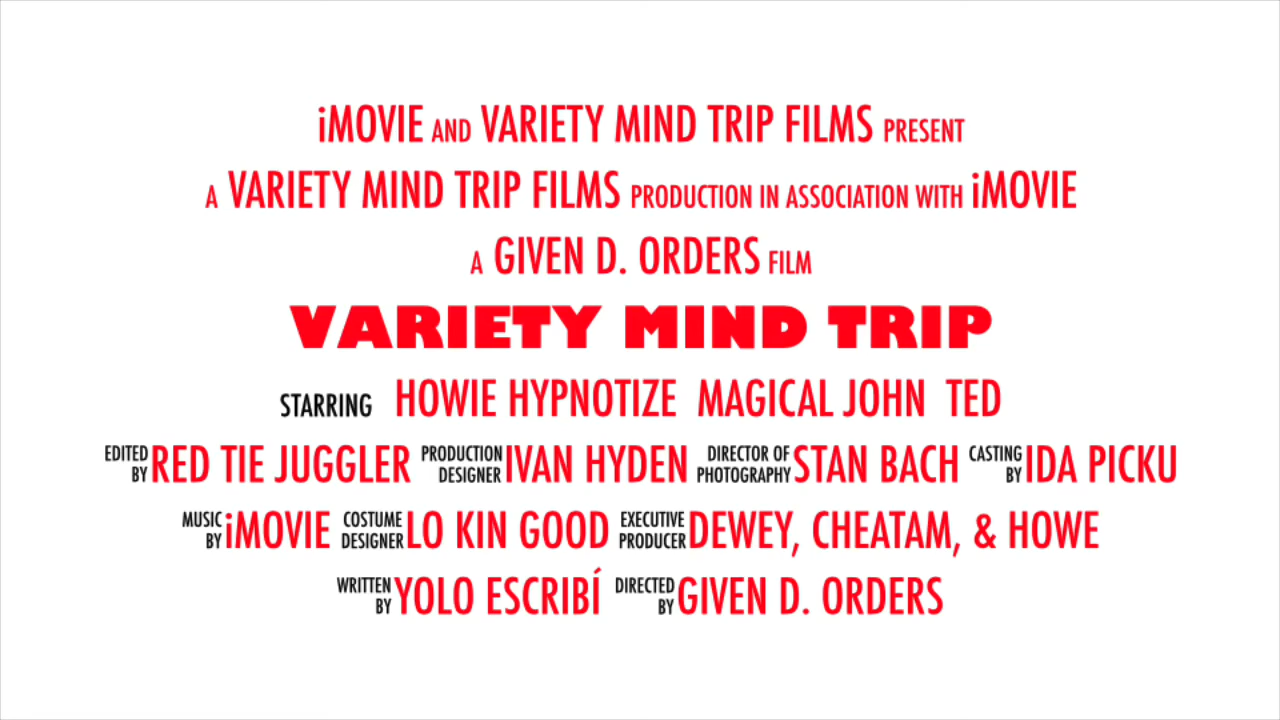 iMOVIE AND VARIETY MIND TRIP FILMS PRESENT
A VARIETY MIND TRIP FILMS PRODUCTION IN ASSOCIATION WITH iMOVIE
A GIVEN D. ORDERS FILM
VARIETY MIND TRIP
STARRING HOWIE HYPNOTIZE MAGICAL JOHN TED
EDITED BY RED TIE JUGGLER PRODUCTION DESIGNER IVAN HYDEN DIRECTOR OF PHOTOGRAPHY STAN BACH CASTING BY IDA PICKU
MUSIC BY iMOVIE COSTUME DESIGNER LO KIN GOOD EXECUTIVE PRODUCER DEWEY, CHEATAM, & HOWE
WRITTEN BY YOLO ESCRIBÍ DIRECTED BY GIVEN D. ORDERS